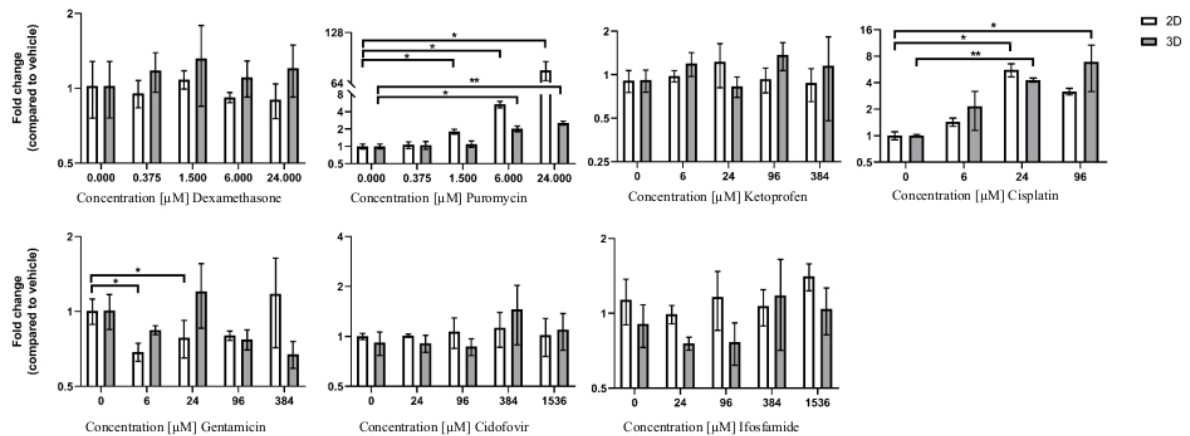 2 2 16
128
* * *
* * 2D
* ** 3D
64
1 8 1 8
** 4 4
* 2 0.5 2
1 1
0.5 0.5 0.25 0.5
Fold change
(compared to vehicle)
0.000 0.375 1.500 6.000 24.000
Concentration [µM] Dexamethasone
0.000 0.375 1.500 6.000 24.000
Concentration [µM] Puromycin
0 6 24 96 384
Concentration [µM] Ketoprofen
0 6 24 96
Concentration [µM] Cisplatin
2 4 2
* *
1 2 1
1
0.5 0.5 0.5
Fold change
(compared to vehicle)
0 6 24 96 384
Concentration [µM] Gentamicin
0 24 96 384 1536
Concentration [µM] Cidofovir
0 24 96 384 1536
Concentration [µM] Ifosfamide